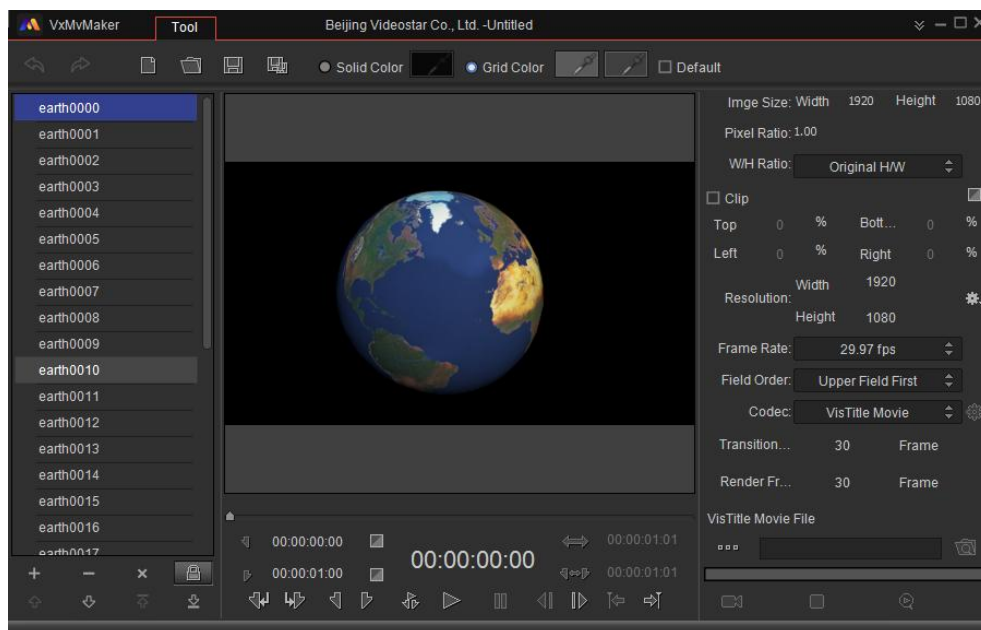 VxMvMaker Tool Beijing Videostar Co., Ltd. -Untitled
Solid Color Grid Color Default
earth0000
earth0001
earth0002
earth0003
earth0004
earth0005
earth0006
earth0007
earth0008
earth0009
earth0010
earth0011
earth0012
earth0013
earth0014
earth0015
earth0016
earth0017
00:00:00:00
00:00:01:00
00:00:00:00
00:00:01:01
00:00:01:01
Imge Size: Width 1920 Height 1080
Pixel Ratio: 1.00
W/H Ratio: Original H/W
Clip
Top 0 % Bott... 0 %
Left 0 % Right 0 %
Resolution: Width 1920
Height 1080
Frame Rate: 29.97 fps
Field Order: Upper Field First
Codec: VisTitle Movie
Transition... 30 Frame
Render Fr... 30 Frame
VisTitle Movie File